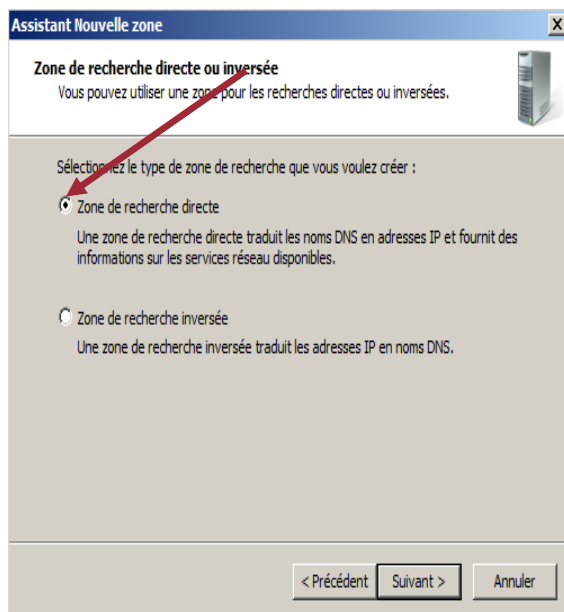 Assistant Nouvelle zone
Zone de recherche directe ou inversée
Vous pouvez utiliser une zone pour les recherches directes ou inversées.
Sélectionnez le type de zone de recherche que vous voulez créer :
Zone de recherche directe
Une zone de recherche directe traduit les noms DNS en adresses IP et fournit des
informations sur les services réseau disponibles.
Zone de recherche inversée
Une zone de recherche inversée traduit les adresses IP en noms DNS.
< Précédent Suivant > Annuler